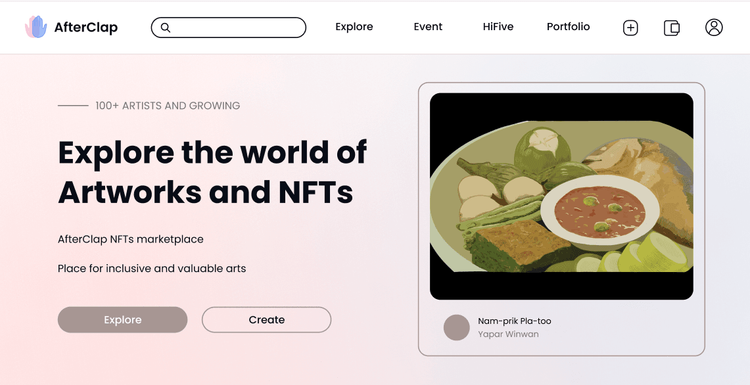 AfterClap
Explore
Event
HiFive
Portfolio
100+ ARTISTS AND GROWING
Explore the world of
Artworks and NFTs
AfterClap NFTs marketplace
Place for inclusive and valuable arts
Explore
Create
Nam-prik Pla-too
Yapar Winwan